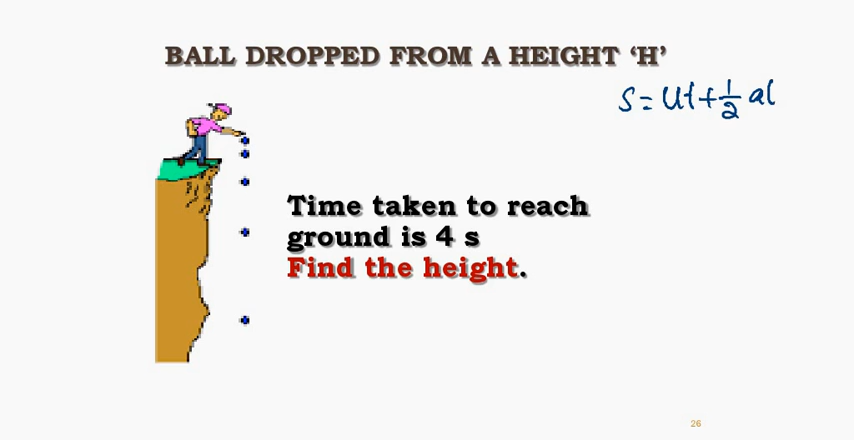 BALL DROPPED FROM A HEIGHT ‘H’
S = ut + 1/2 at
Time taken to reach
ground is 4 s
Find the height.
26